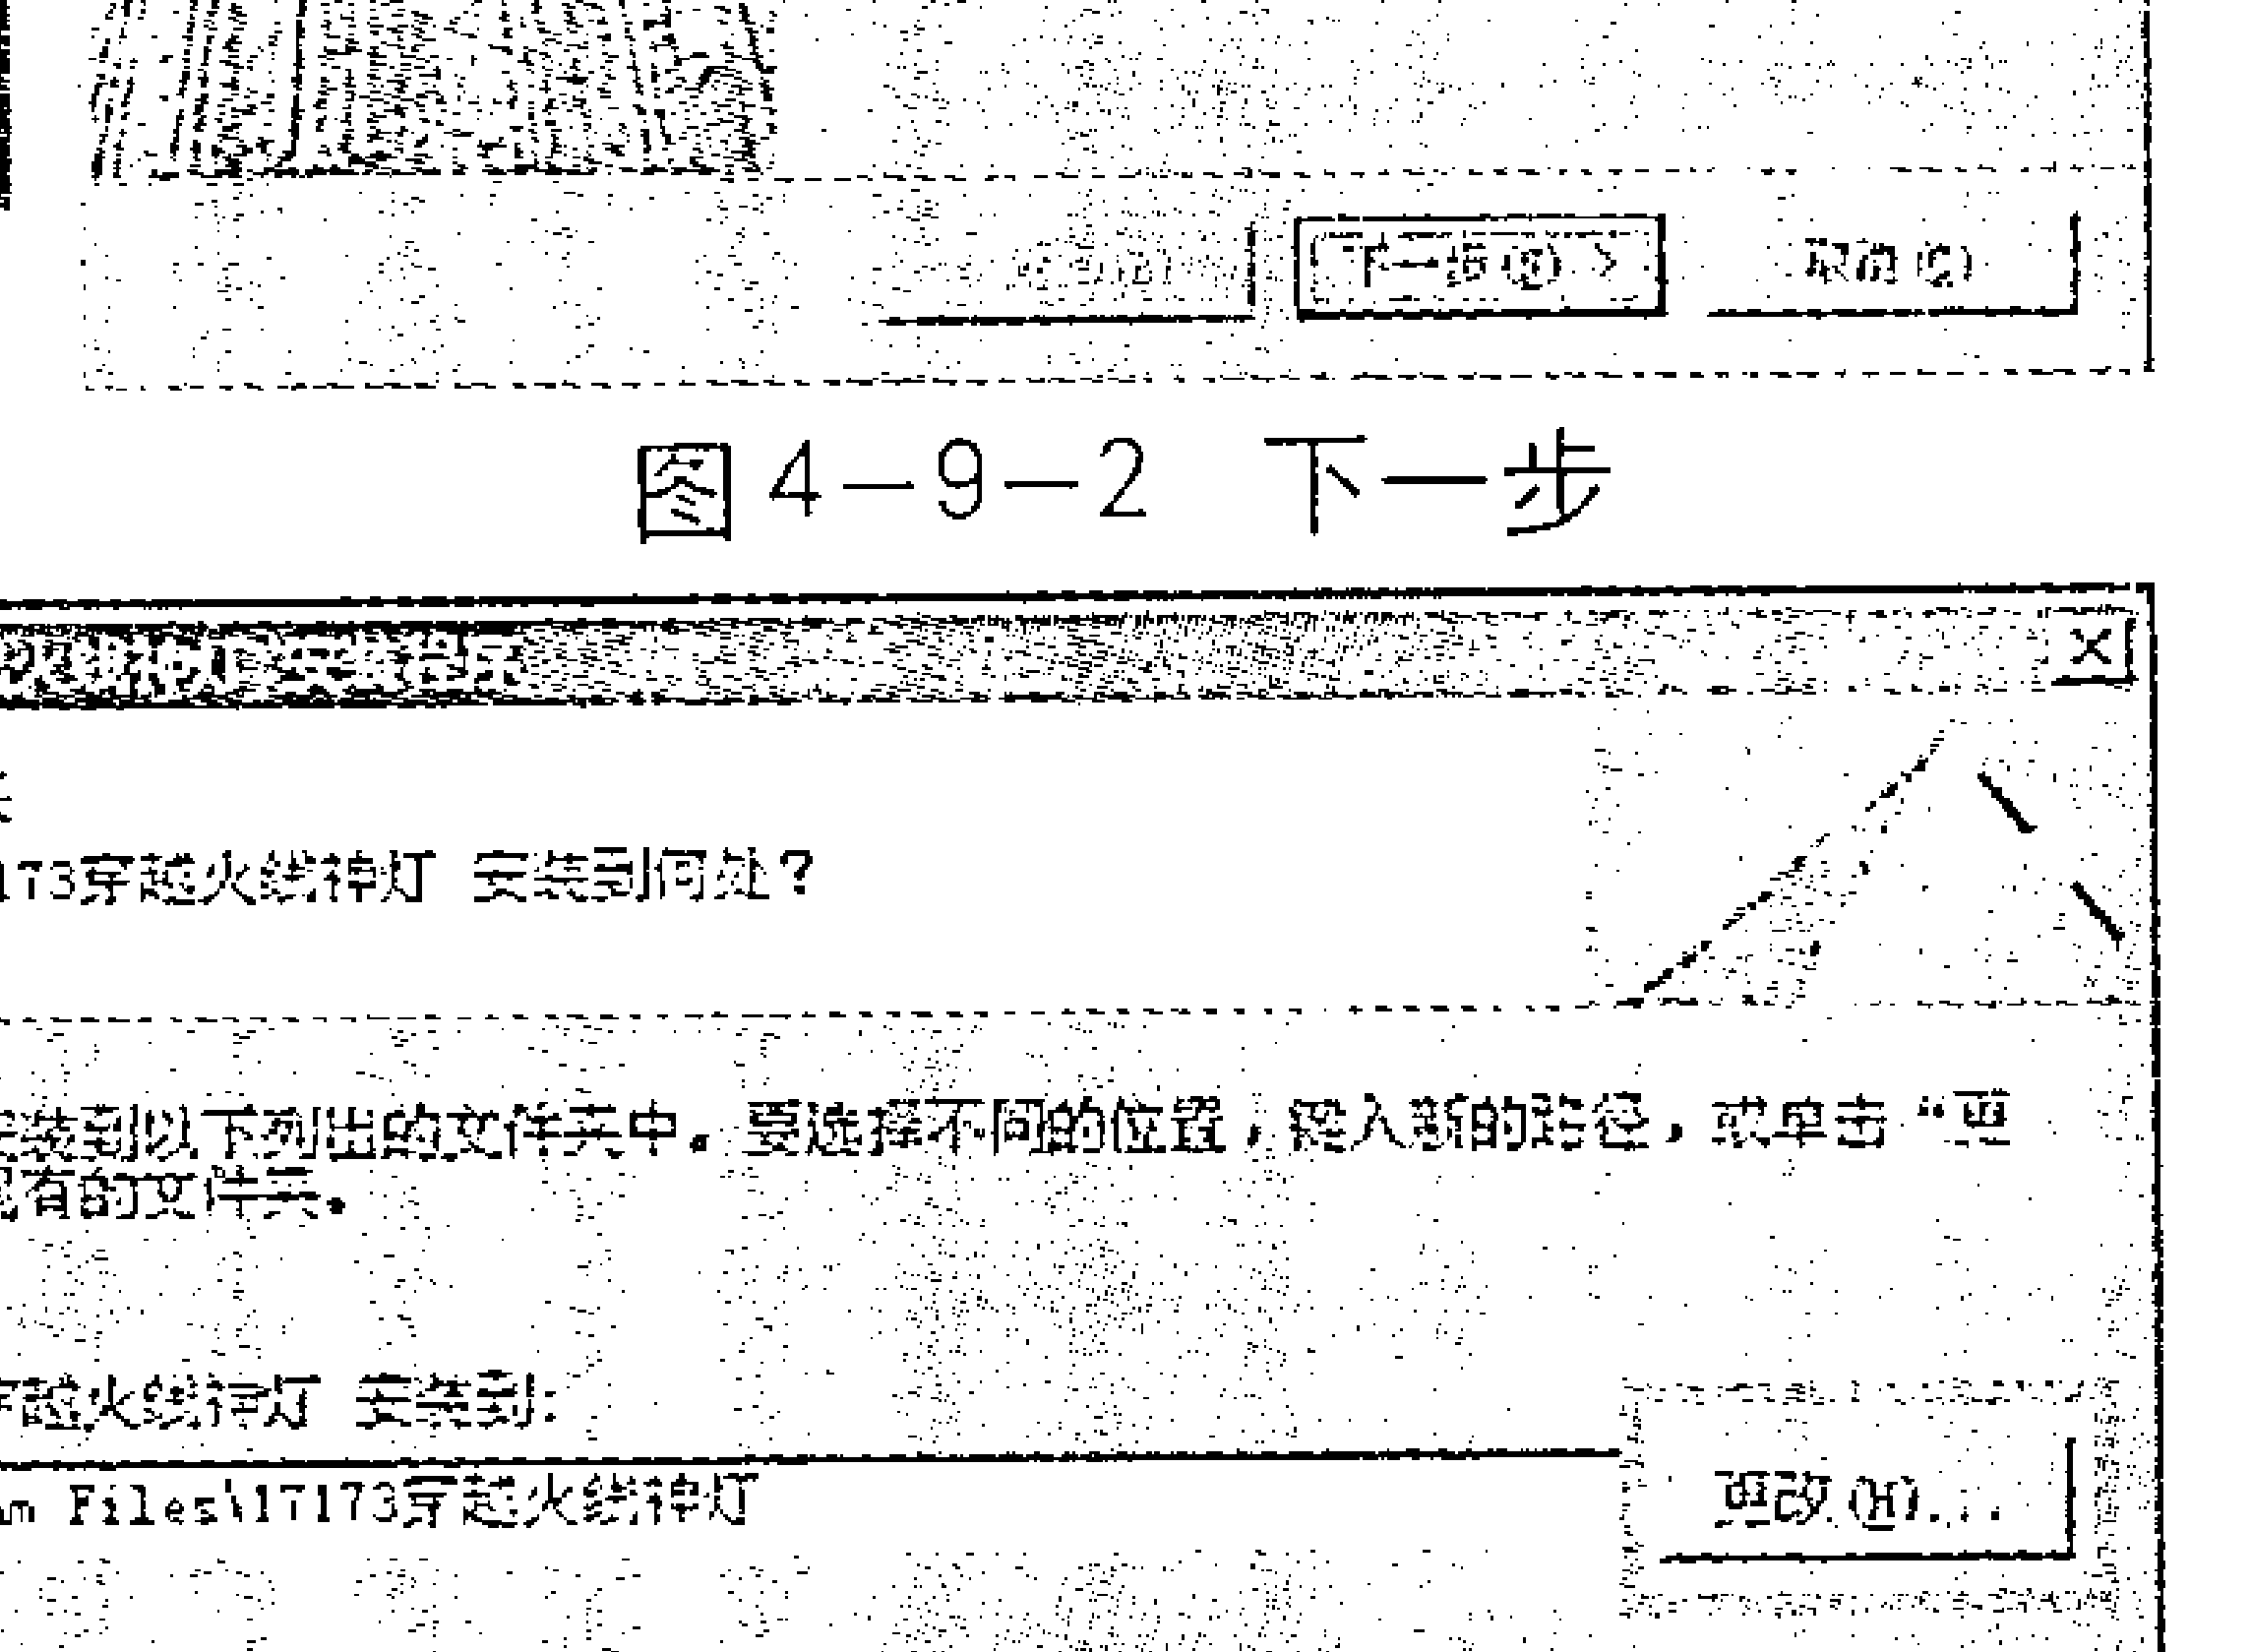 下一步(N) > 取消(C)
图4－9－2 下一步
173穿越火线神灯 安装到何处？
装到以下列出的文件夹中。要选择不同的位置，键入新的路径，或单击“更
有的文件夹。
越火线神灯 安装到：
m Files\17173穿越火线神灯
更改(H)...